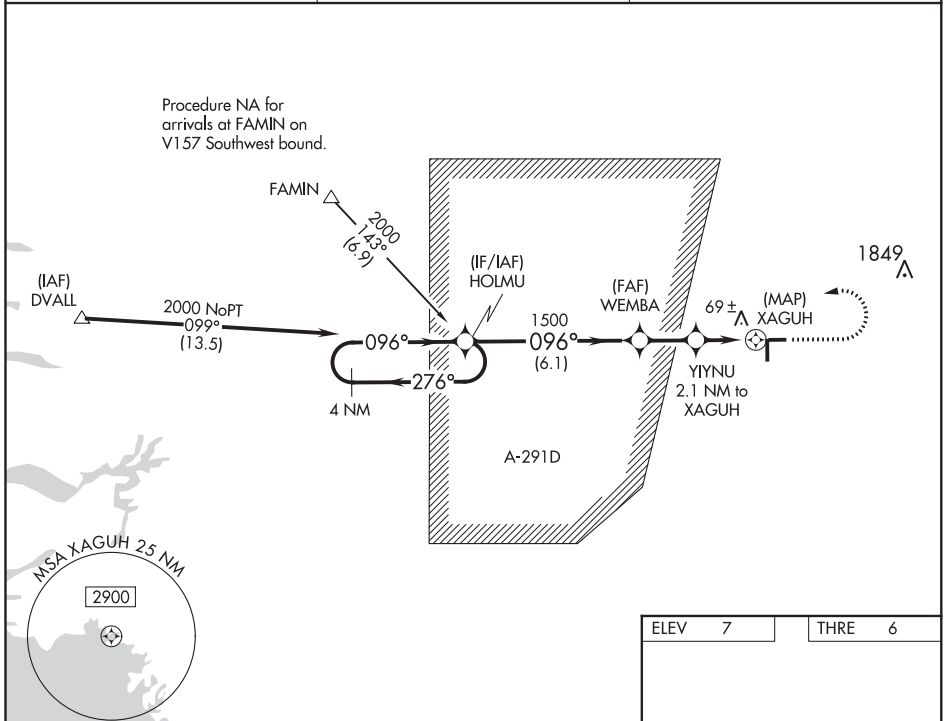 Procedure NA for
arrivals at FAMIN on
V157 Southwest bound.
FAMIN
2000
143°
(6.9)
(IAF)
DVALL
2000 NoPT
099°
(13.5)
(IF/IAF)
HOLMU
(FAF)
WEMBA
1849
69 ±
(MAP)
XAGUH
096°
1500
096°
(6.1)
276°
4 NM
YIYNU
2.1 NM to
XAGUH
A-291D
MSA XAGUH 25 NM
2900
ELEV 7
THRE 6